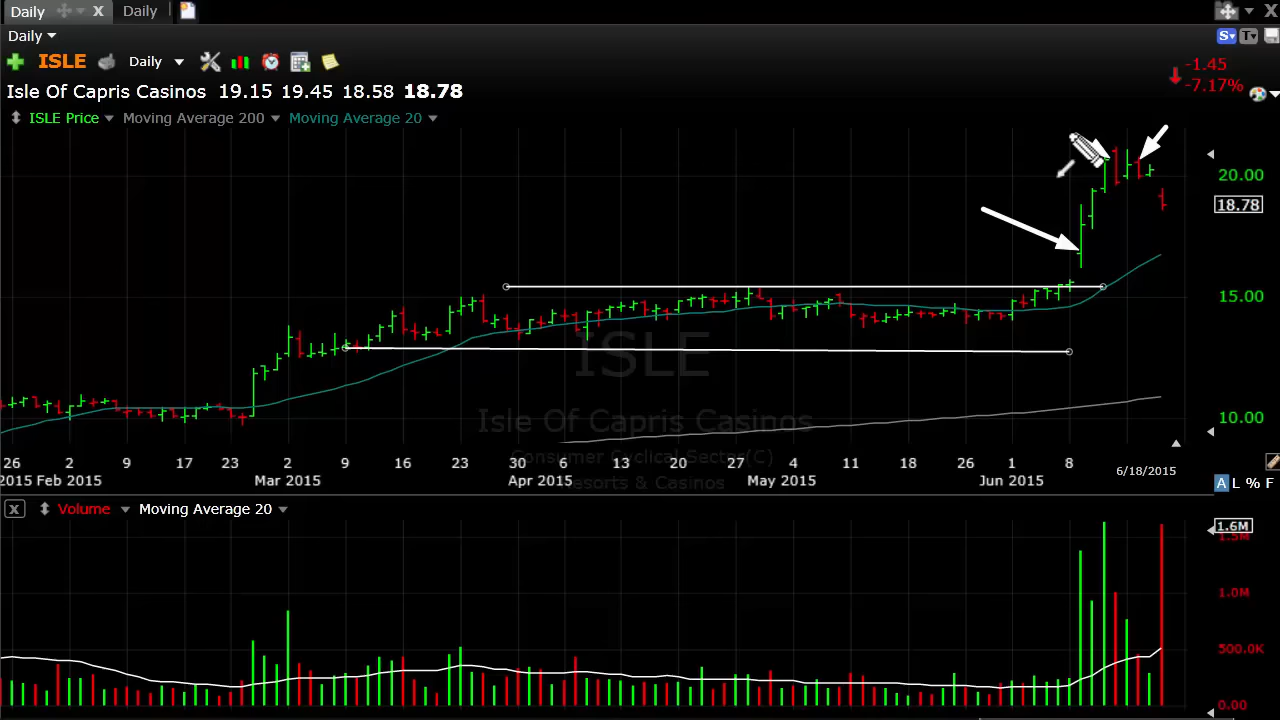 Daily X Daily
Daily
S T
ISLE Daily
-1.45
-7.17%
Isle Of Capris Casinos 19.15 19.45 18.58 18.78
ISLE Price Moving Average 200 Moving Average 20
20.00
18.78
15.00
ISLE
Isle Of Capris Casinos
10.00
Consumer Cyclical Sector(C)
26 2 9 17 23 2 9 16 23 30 6 13 20 27 4 11 18 26 1 8 6/18/2015
2015 Feb 2015 Mar 2015 Apr 2015 May 2015 Jun 2015
Resorts & Casinos
A L % F
X Volume Moving Average 20
1.6M
1.5M
1.0M
500.0K
0.00